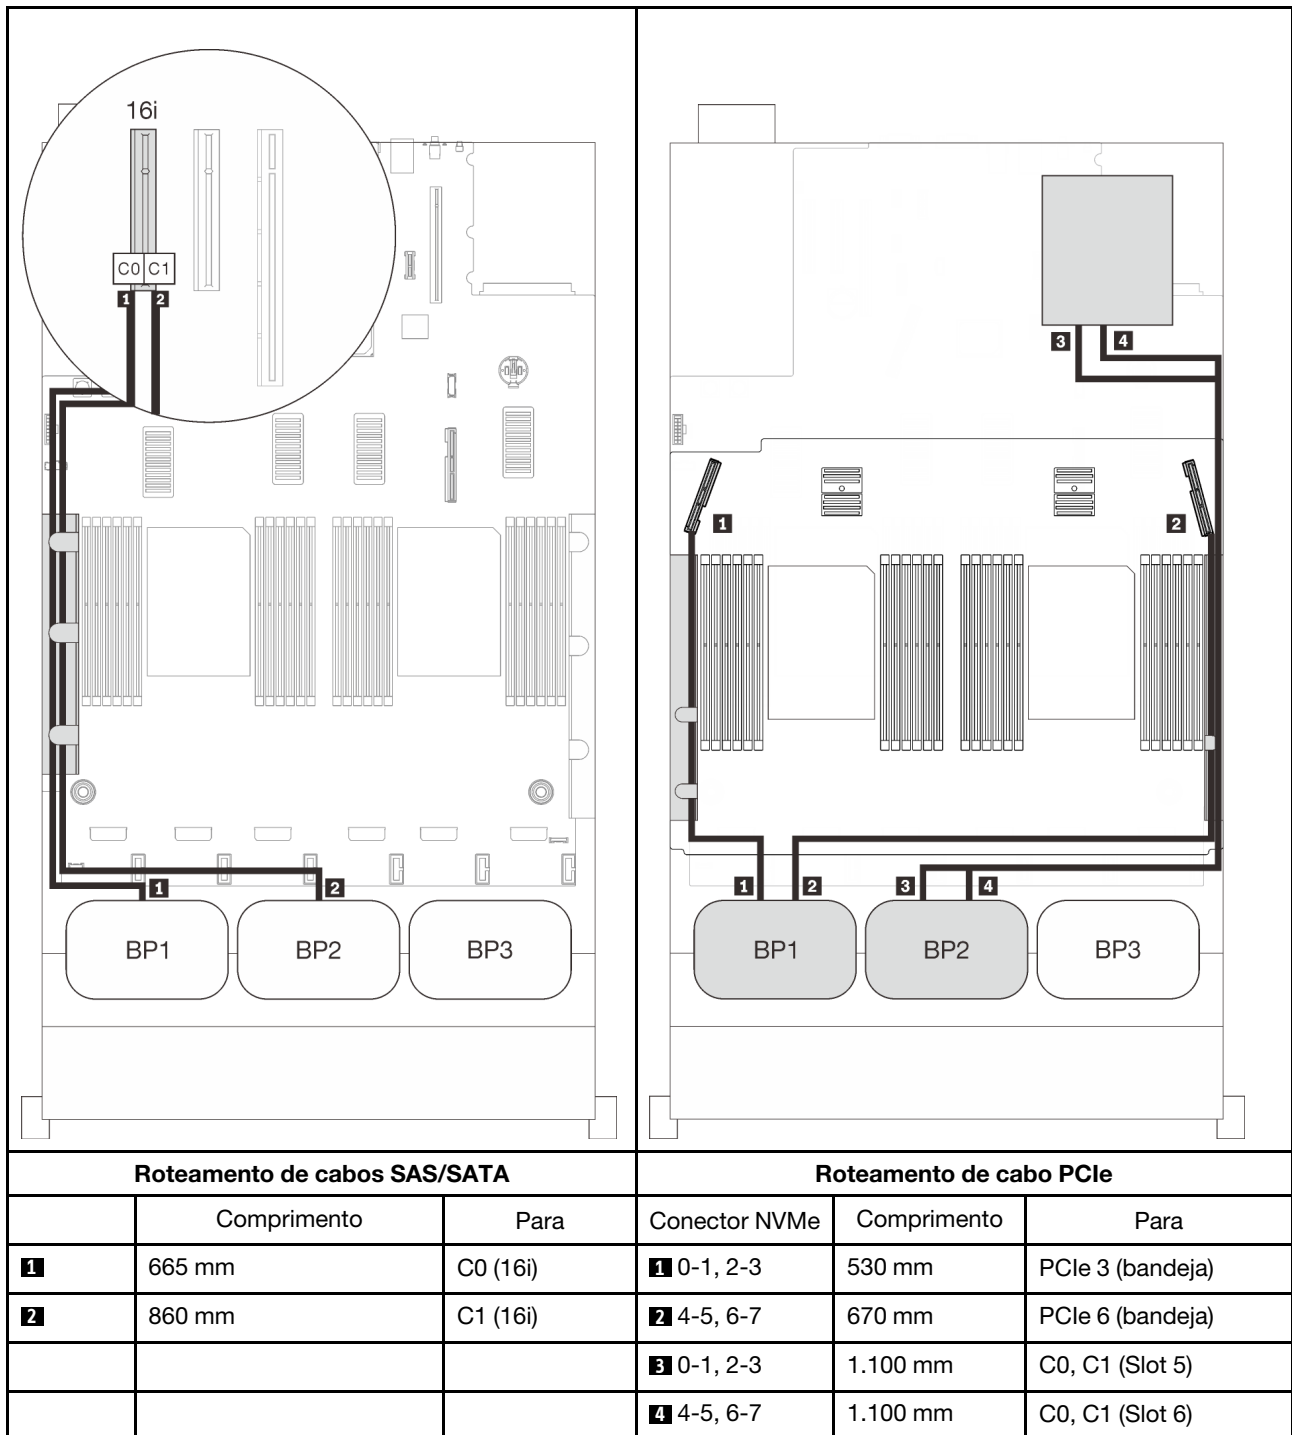 16i
C0 C1
1 2
1 2
BP1 BP2 BP3
3 4
1 2
1 2 3 4
BP1 BP2 BP3
Roteamento de cabos SAS/SATA
Comprimento Para
1 665 mm C0 (16i)
2 860 mm C1 (16i)
Roteamento de cabo PCIe
Conector NVMe Comprimento Para
1 0-1, 2-3 530 mm PCIe 3 (bandeja)
2 4-5, 6-7 670 mm PCIe 6 (bandeja)
3 0-1, 2-3 1.100 mm C0, C1 (Slot 5)
4 4-5, 6-7 1.100 mm C0, C1 (Slot 6)